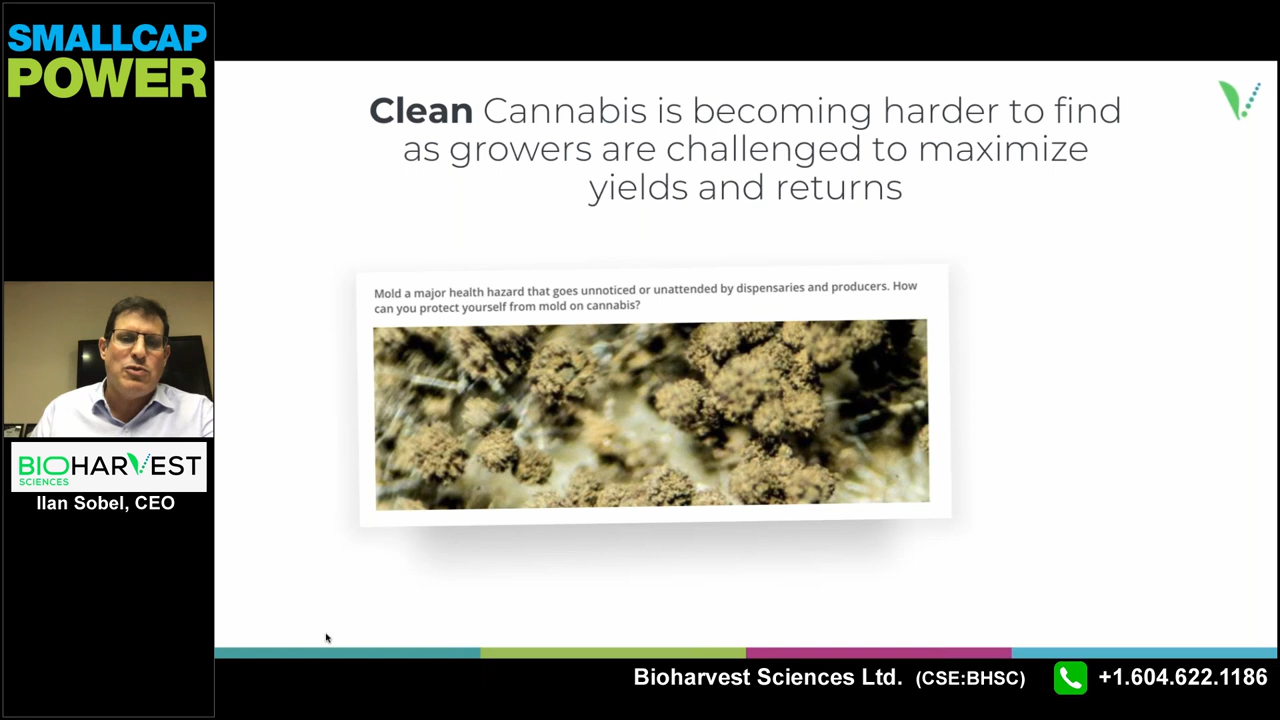 SMALLCAP
POWER
Clean Cannabis is becoming harder to find
as growers are challenged to maximize
yields and returns
Mold a major health hazard that goes unnoticed or unattended by dispensaries and producers. How
can you protect yourself from mold on cannabis?
BIOHARVEST
SCIENCES
Ilan Sobel, CEO
Bioharvest Sciences Ltd. (CSE:BHSC) +1.604.622.1186